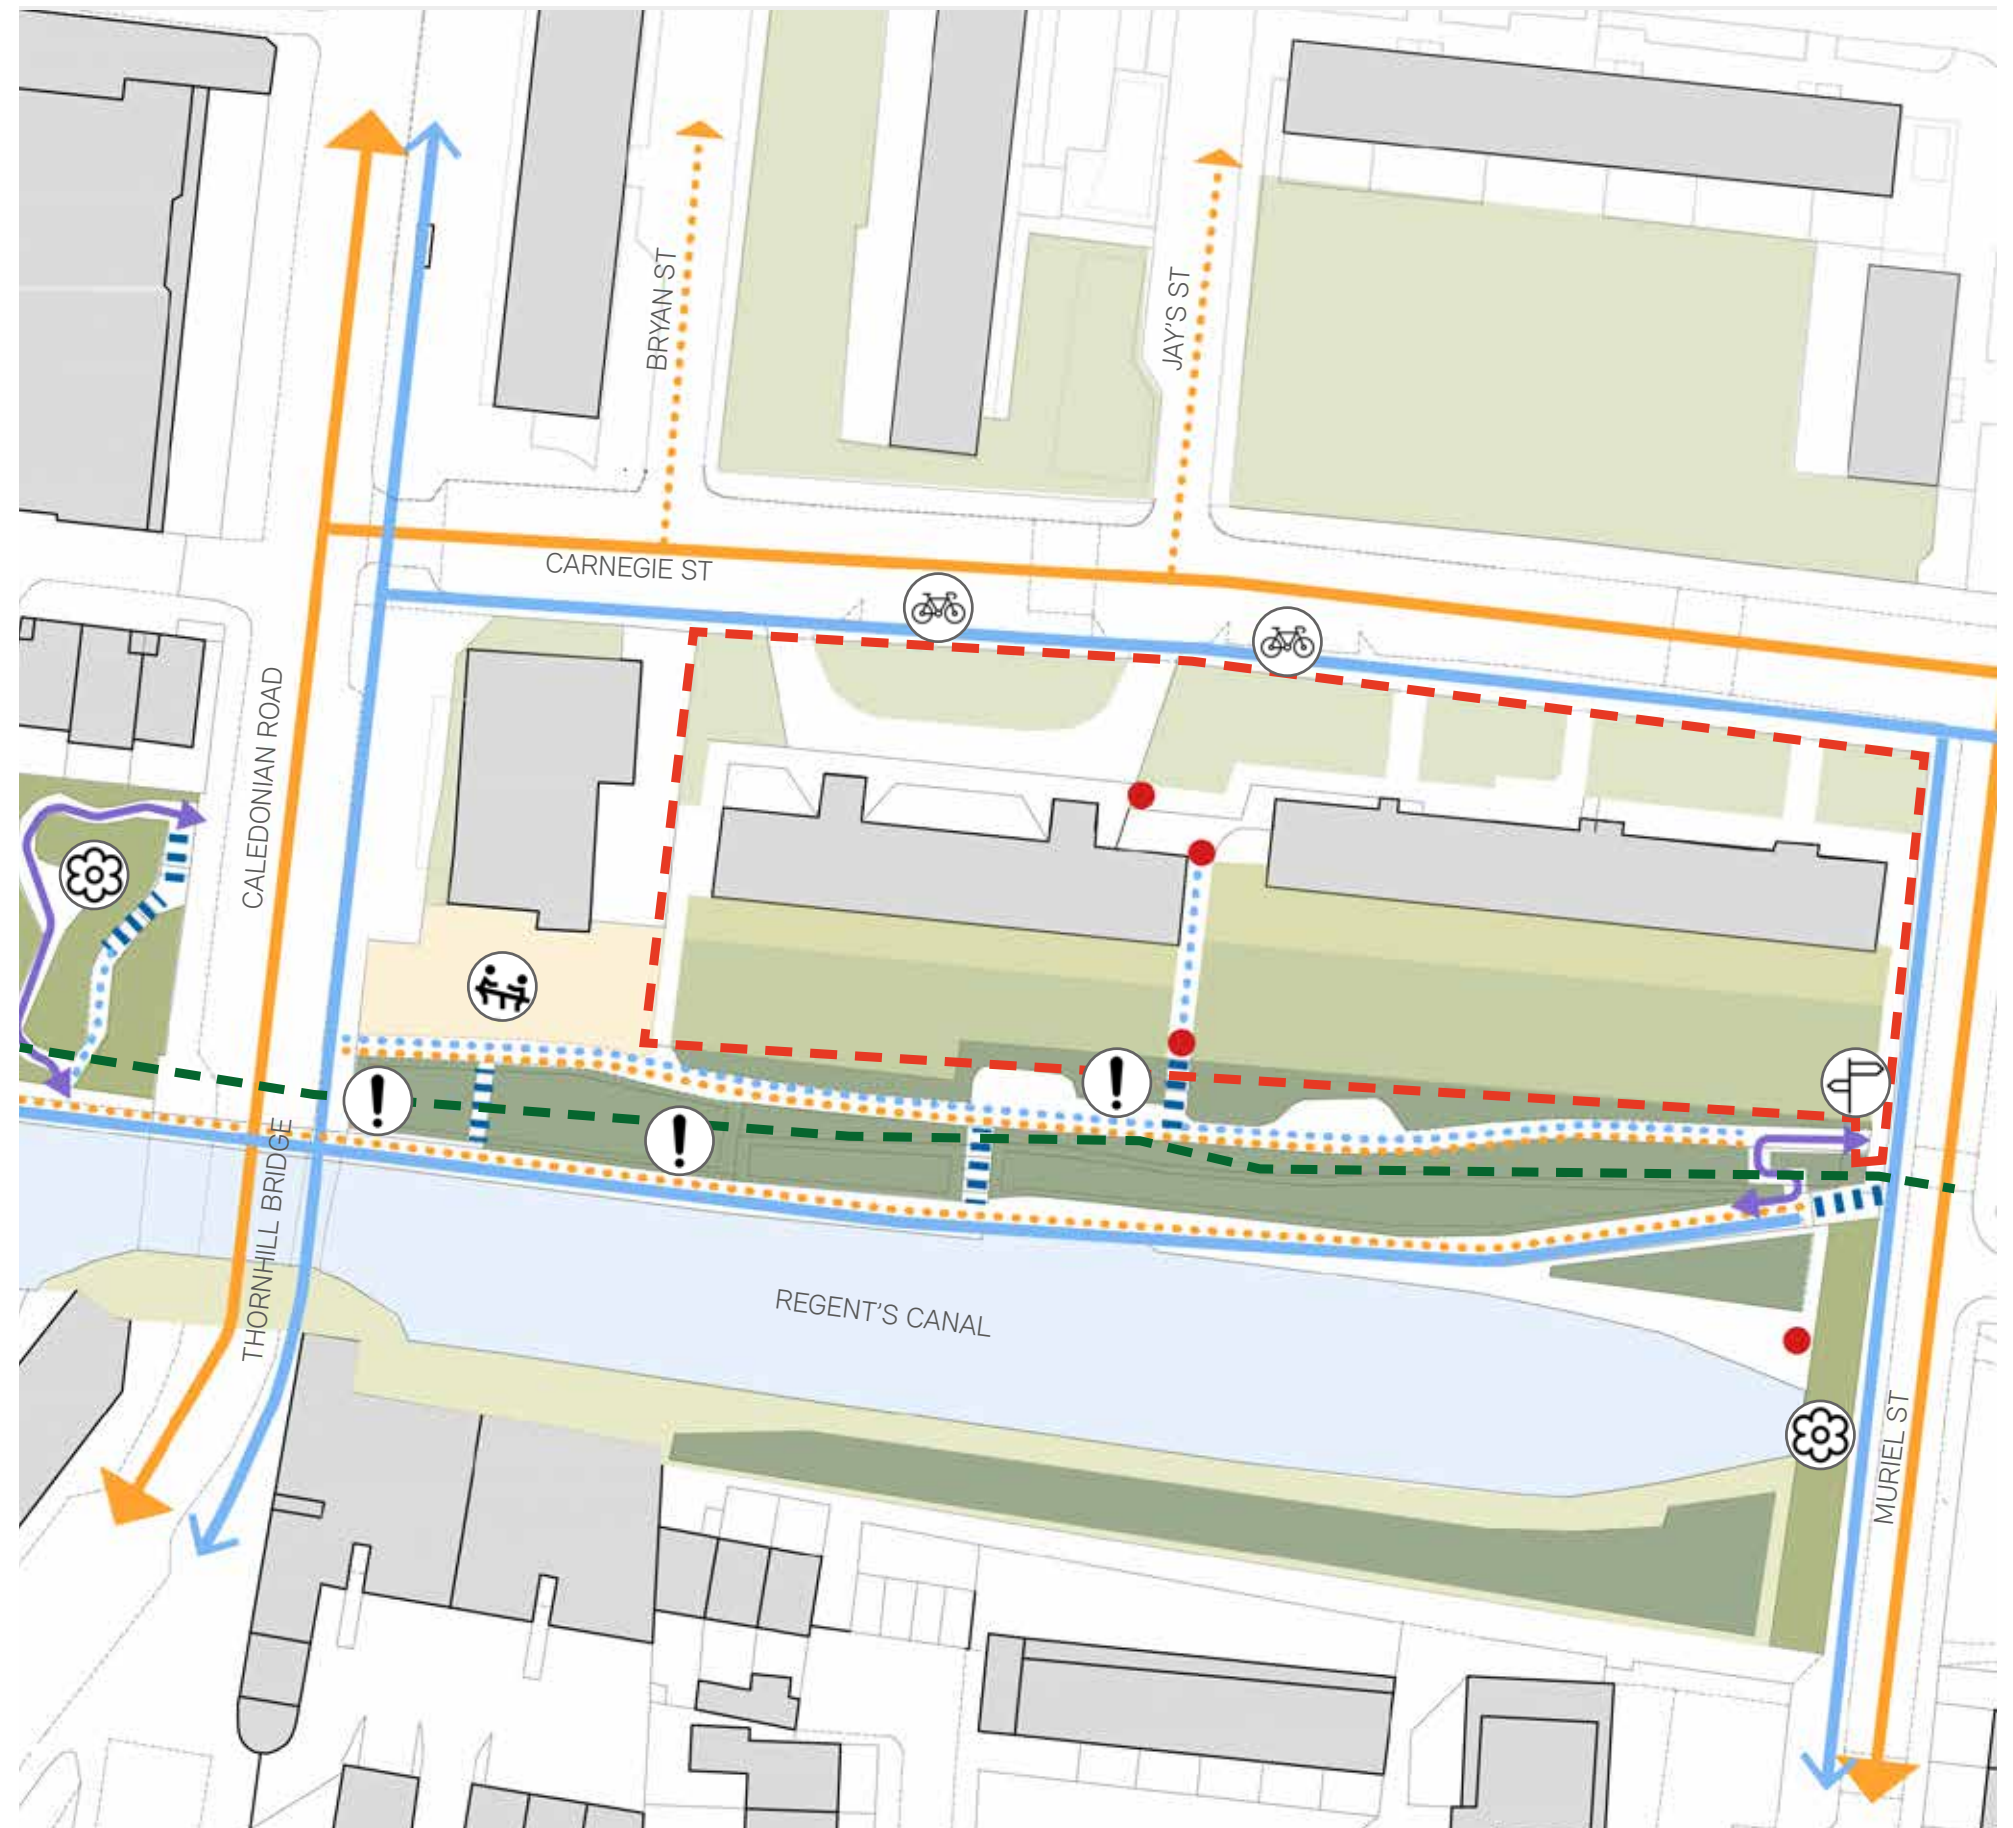 BRYAN ST
JAY'S ST
CARNEGIE ST
CALEDONIAN ROAD
THORNHILL BRIDGE
REGENT'S CANAL
MURIEL ST